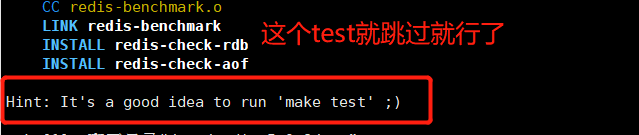 CC redis-benchmark.o
LINK redis-benchmark
INSTALL redis-check-rdb
INSTALL redis-check-aof
这个test就跳过就行了
Hint: It's a good idea to run 'make test' ;)